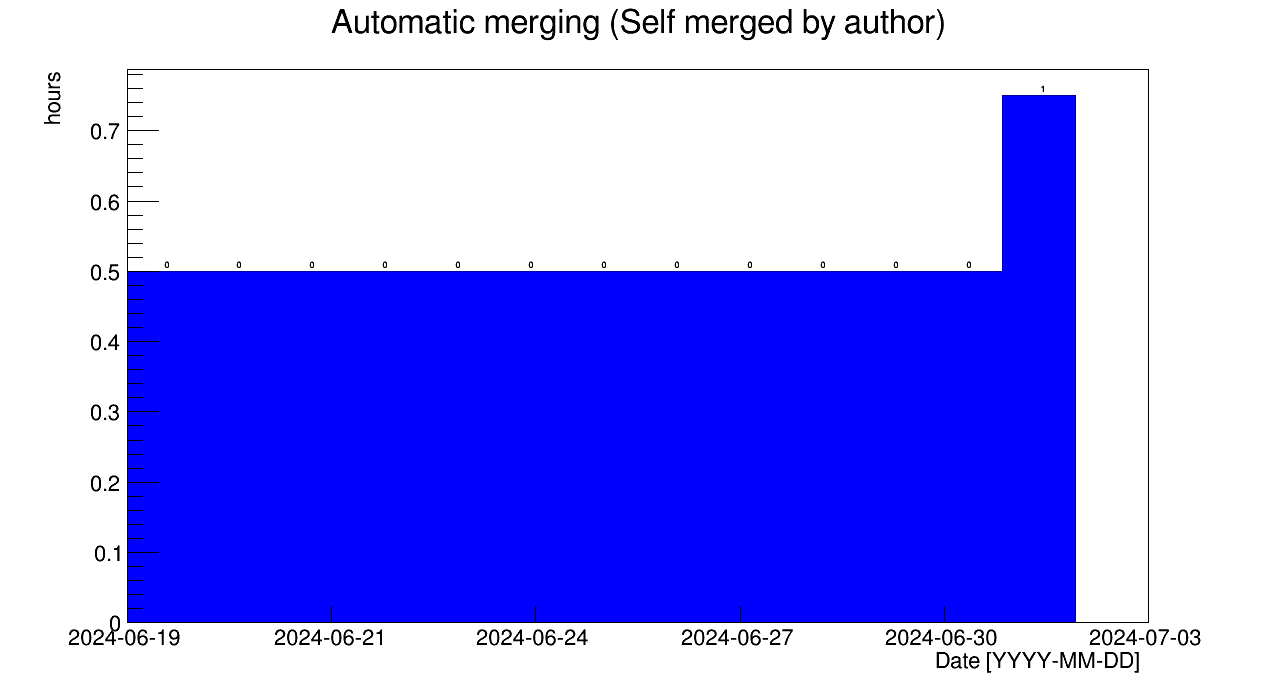 Automatic merging (Self merged by author)
hours
0.7
0.6
0.5
0.4
0.3
0.2
0.1
0
0 0 0 0 0 0 0 0 0 0 0 0 1
2024-06-19 2024-06-21 2024-06-24 2024-06-27 2024-06-30 2024-07-03
Date [YYYY-MM-DD]